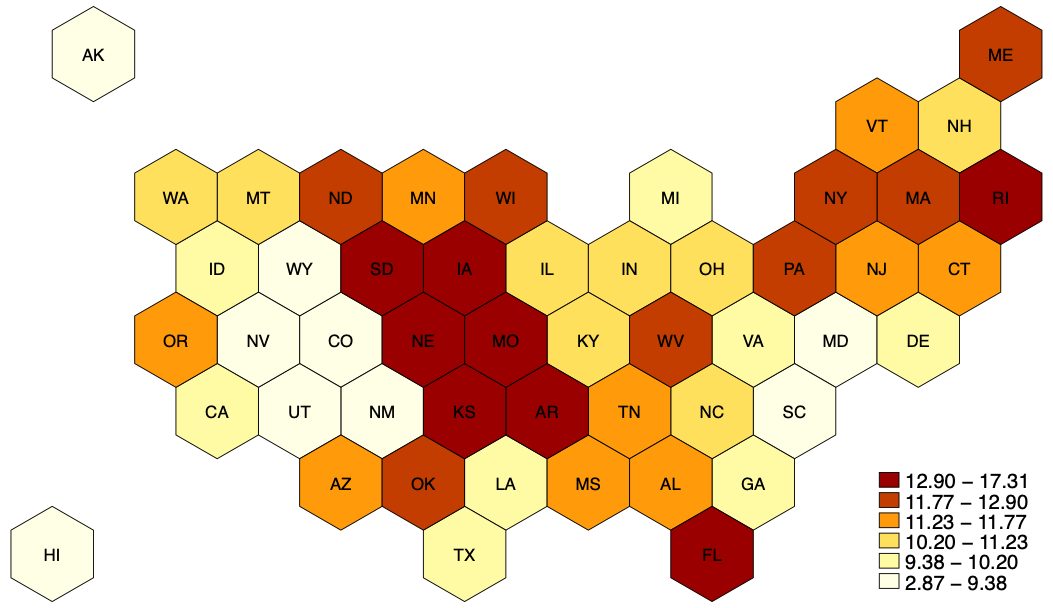 AK
ME
VT NH
WA MT ND MN WI MI NY MA RI
ID WY SD IA IL IN OH PA NJ CT
OR NV CO NE MO KY WV VA MD DE
CA UT NM KS AR TN NC SC
AZ OK LA MS AL GA
HI TX FL
12.90 – 17.31
11.77 – 12.90
11.23 – 11.77
10.20 – 11.23
9.38 – 10.20
2.87 – 9.38